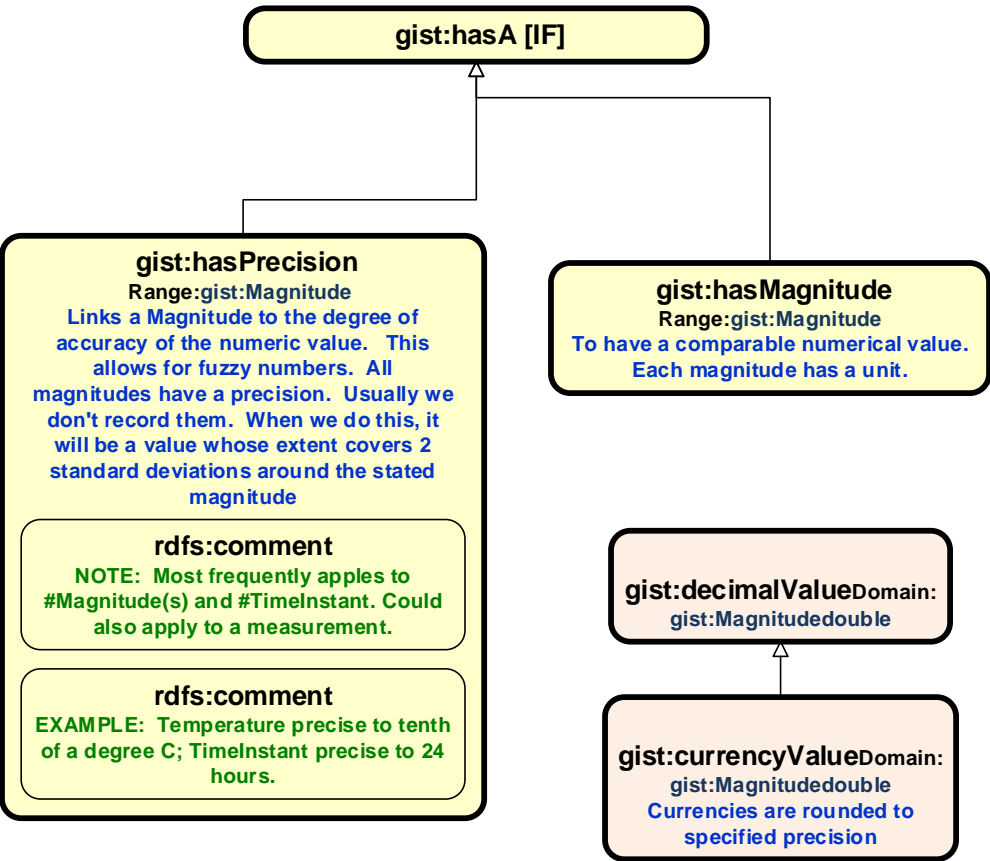 gist:hasA [IF]
gist:hasPrecision
Range:gist:Magnitude
Links a Magnitude to the degree of
accuracy of the numeric value.   This
allows for fuzzy numbers.  All
magnitudes have a precision.  Usually we
don't record them.  When we do this, it
will be a value whose extent covers 2
standard deviations around the stated
magnitude
rdfs:comment
NOTE:  Most frequently apples to
#Magnitude(s) and #TimeInstant. Could
also apply to a measurement.
rdfs:comment
EXAMPLE:  Temperature precise to tenth
of a degree C; TimeInstant precise to 24
hours.
gist:hasMagnitude
Range:gist:Magnitude
To have a comparable numerical value.
Each magnitude has a unit.
gist:decimalValueDomain:
gist:Magnitudedouble
gist:currencyValueDomain:
gist:Magnitudedouble
Currencies are rounded to
specified precision